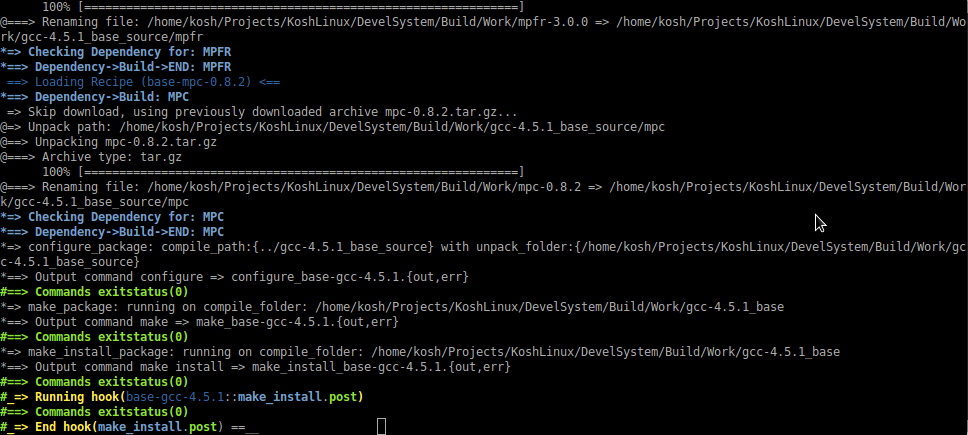 100% [==============================================================]
@===> Renaming file: /home/kosh/Projects/KoshLinux/DevelSystem/Build/Work/mpfr-3.0.0 => /home/kosh/Projects/KoshLinux/DevelSystem/Build/Wo
rk/gcc-4.5.1_base_source/mpfr
*=> Checking Dependency for: MPFR
*==> Dependency->Build->END: MPFR
==> Loading Recipe (base-mpc-0.8.2) <==
*==> Dependency->Build: MPC
=> Skip download, using previously downloaded archive mpc-0.8.2.tar.gz...
@=> Unpack path: /home/kosh/Projects/KoshLinux/DevelSystem/Build/Work/gcc-4.5.1_base_source/mpc
@==> Unpacking mpc-0.8.2.tar.gz
@===> Archive type: tar.gz
100% [==============================================================]
@===> Renaming file: /home/kosh/Projects/KoshLinux/DevelSystem/Build/Work/mpc-0.8.2 => /home/kosh/Projects/KoshLinux/DevelSystem/Build/Wor
k/gcc-4.5.1_base_source/mpc
*=> Checking Dependency for: MPC
*==> Dependency->Build->END: MPC
*=> configure_package: compile_path:{../gcc-4.5.1_base_source} with unpack_folder:{/home/kosh/Projects/KoshLinux/DevelSystem/Build/Work/gc
c-4.5.1_base_source}
*==> Output command configure => configure_base-gcc-4.5.1.{out,err}
#==> Commands exitstatus(0)
*=> make_package: running on compile_folder: /home/kosh/Projects/KoshLinux/DevelSystem/Build/Work/gcc-4.5.1_base
*==> Output command make => make_base-gcc-4.5.1.{out,err}
#==> Commands exitstatus(0)
*=> make_install_package: running on compile_folder: /home/kosh/Projects/KoshLinux/DevelSystem/Build/Work/gcc-4.5.1_base
*==> Output command make install => make_install_base-gcc-4.5.1.{out,err}
#==> Commands exitstatus(0)
#_=> Running hook(base-gcc-4.5.1::make_install.post)
#==> Commands exitstatus(0)
#_=> End hook(make_install.post) ==__